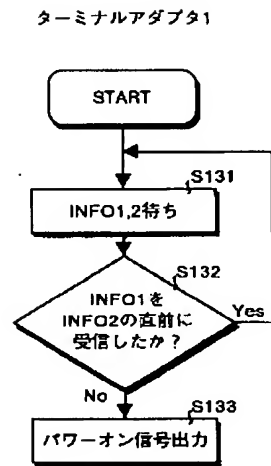 ターミナルアダプタ1
START
S131
INFO1,2待ち
S132
INFO1を
INFO2の直前に
受信したか？
Yes
No
S133
パワーオン信号出力